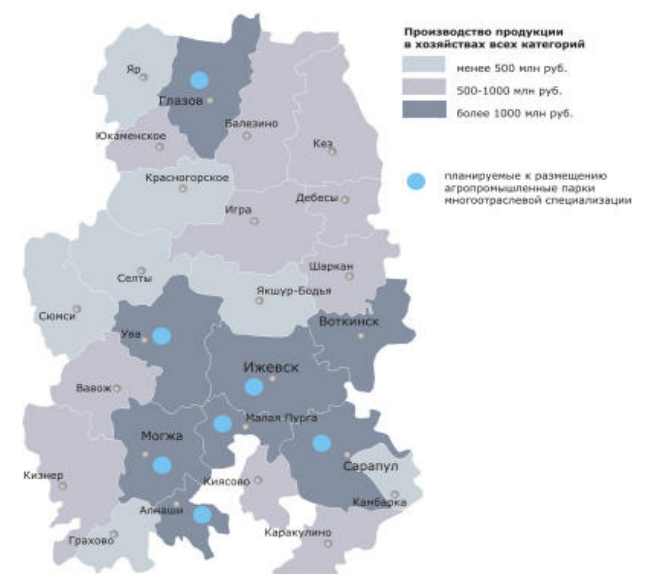 Производство продукции
в хозяйствах всех категорий
менее 500 млн руб.
500-1000 млн руб.
более 1000 млн руб.
планируемые к размещению
агропромышленные парки
многоотраслевой специализации
Яр
Глазов
Балезино
Юкаменское
Кез
Красногорское
Дебесы
Игра
Шаркан
Селты
Якшур-Бодья
Сюмси
Воткинск
Ува
Ижевск
Вавож
Малая Пурга
Могжа
Сарапул
Кизнер
Киясово
Камбарка
Алнаши
Каракулино
Грахово